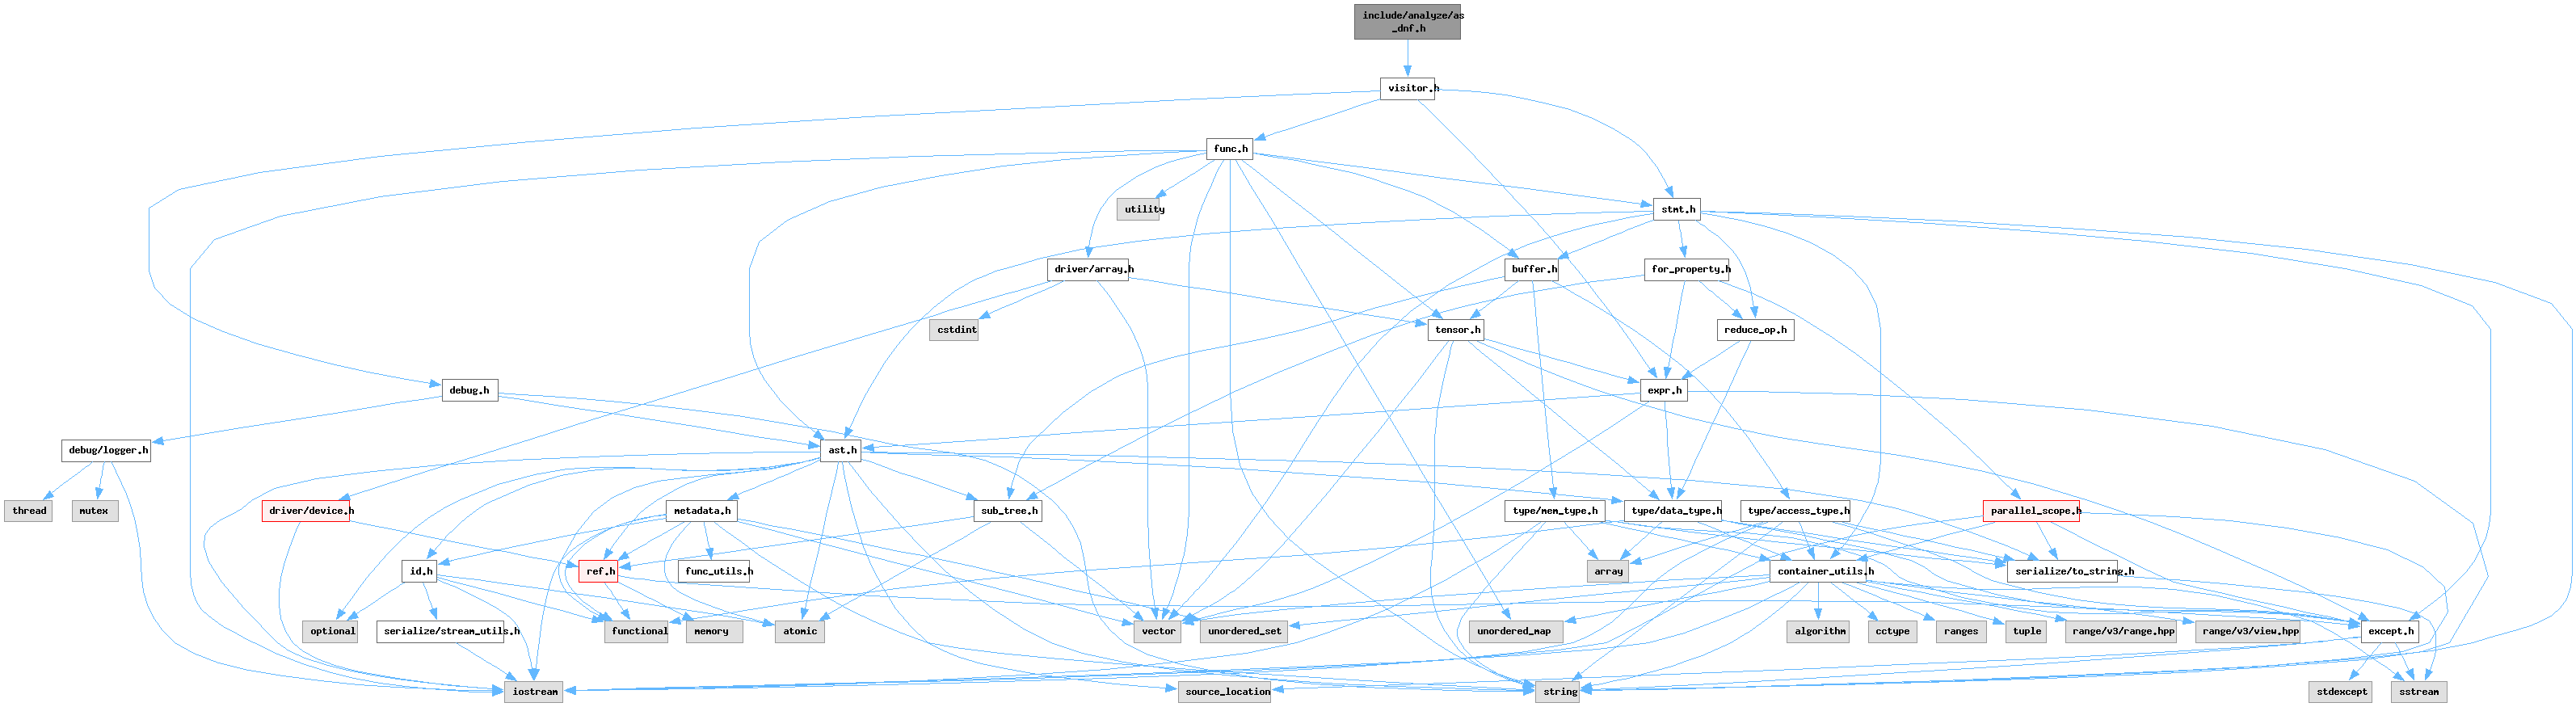 include/analyze/as
_dnf.h
visitor.h
func.h
utility
stmt.h
driver/array.h
buffer.h
for_property.h
cstdint
tensor.h
reduce_op.h
debug.h
expr.h
debug/logger.h
ast.h
thread
mutex
driver/device.h
metadata.h
sub_tree.h
type/mem_type.h
type/data_type.h
type/access_type.h
parallel_scope.h
id.h
ref.h
func_utils.h
array
container_utils.h
serialize/to_string.h
optional
serialize/stream_utils.h
functional
memory
atomic
vector
unordered_set
unordered_map
algorithm
cctype
ranges
tuple
range/v3/range.hpp
range/v3/view.hpp
except.h
iostream
source_location
string
stdexcept
sstream